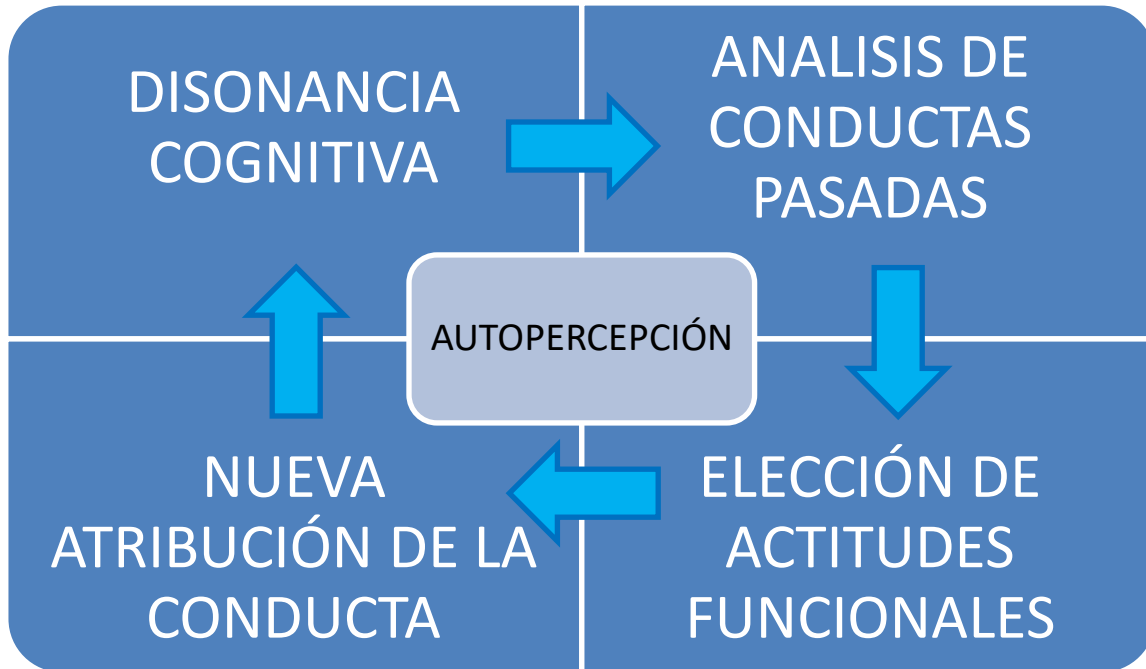 DISONANCIA
COGNITIVA
ANALISIS DE
CONDUCTAS
PASADAS
AUTOPERCEPCIÓN
NUEVA
ATRIBUCIÓN DE LA
CONDUCTA
ELECCIÓN DE
ACTITUDES
FUNCIONALES